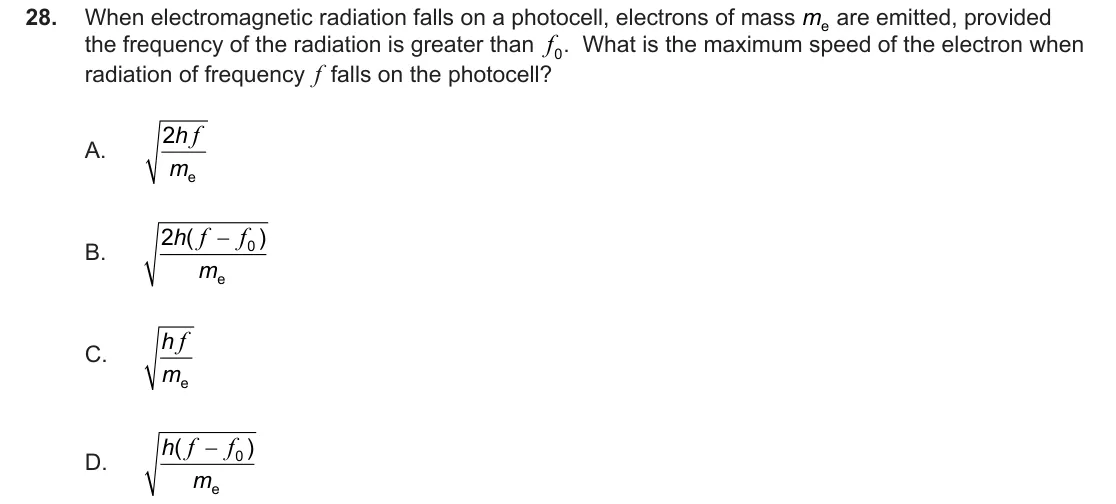 28. When electromagnetic radiation falls on a photocell, electrons of mass mₑ are emitted, provided
the frequency of the radiation is greater than f₀. What is the maximum speed of the electron when
radiation of frequency f falls on the photocell?
A. √(2hf/mₑ)
B. √(2h(f − f₀)/mₑ)
C. √(hf/mₑ)
D. √(h(f − f₀)/mₑ)